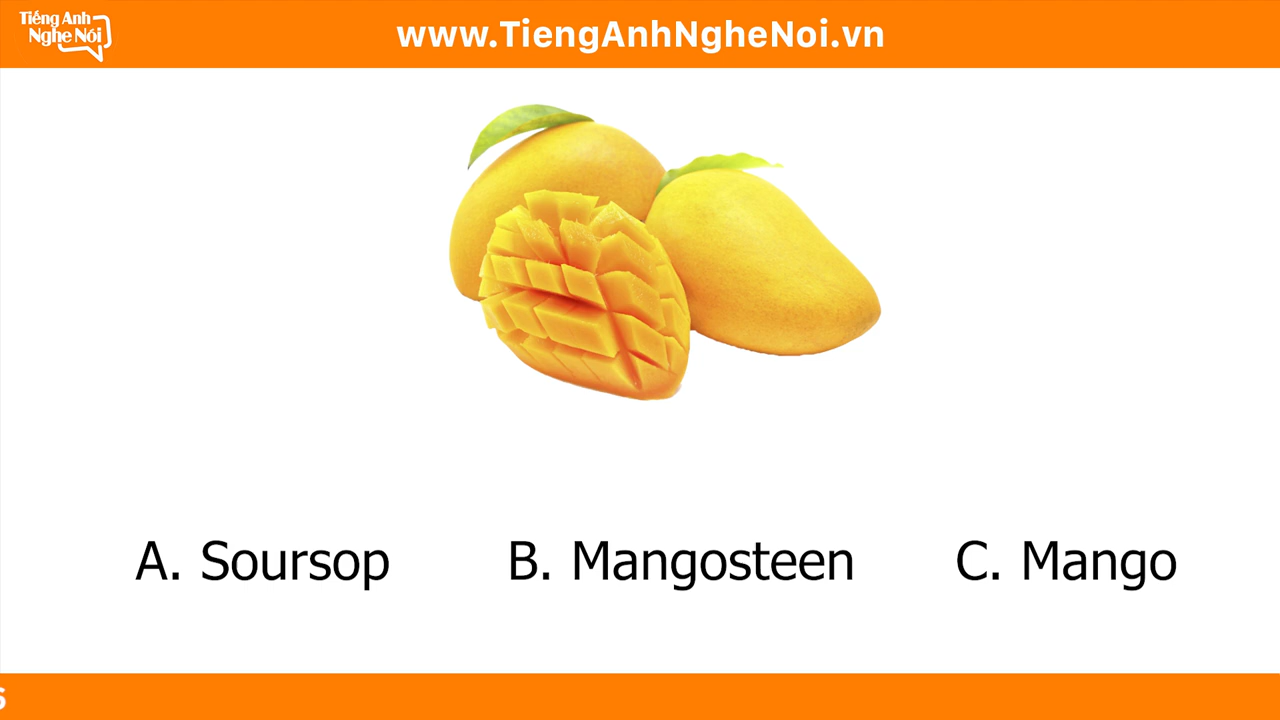 Tiếng Anh
Nghe Nói
www.TiengAnhNgheNoi.vn
A. Soursop
B. Mangosteen
C. Mango